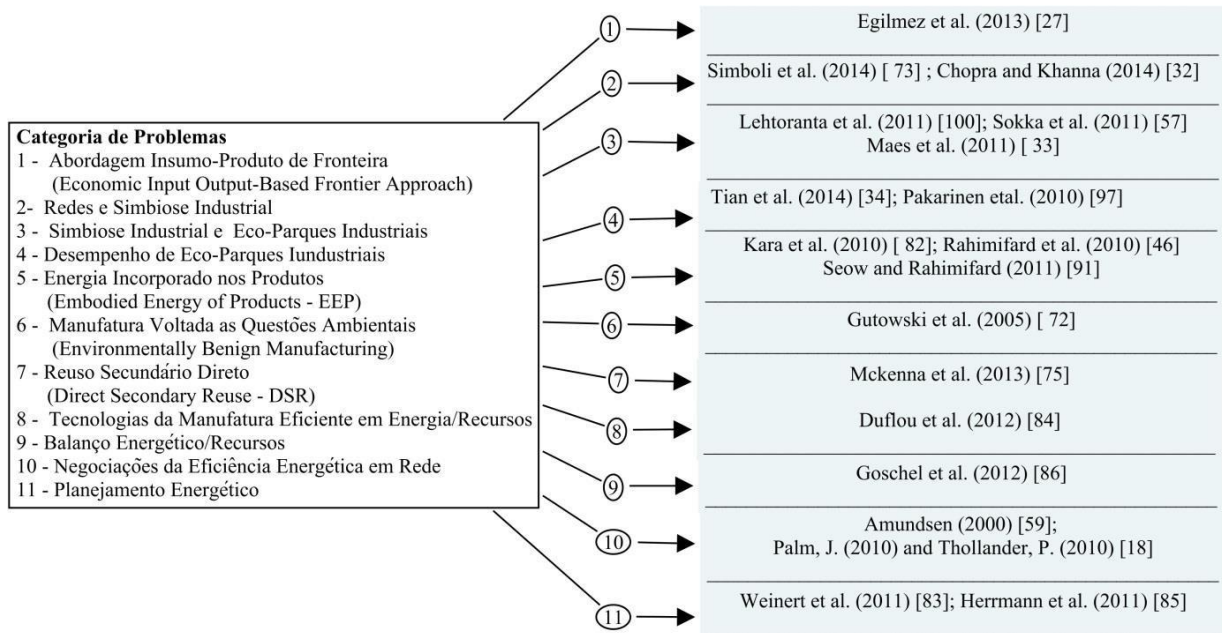 Categoria de Problemas
1 - Abordagem Insumo-Produto de Fronteira
(Economic Input Output-Based Frontier Approach)
2- Redes e Simbiose Industrial
3 - Simbiose Industrial e Eco-Parques Industriais
4 - Desempenho de Eco-Parques Iundustriais
5 - Energia Incorporado nos Produtos
(Embodied Energy of Products - EEP)
6 - Manufatura Voltada as Questões Ambientais
(Environmentally Benign Manufacturing)
7 - Reuso Secundário Direto
(Direct Secondary Reuse - DSR)
8 - Tecnologias da Manufatura Eficiente em Energia/Recursos
9 - Balanço Energético/Recursos
10 - Negociações da Eficiência Energética em Rede
11 - Planejamento Energético
1
Egilmez et al. (2013) [27]
2
Simboli et al. (2014) [ 73] ; Chopra and Khanna (2014) [32]
3
Lehtoranta et al. (2011) [100]; Sokka et al. (2011) [57]
Maes et al. (2011) [ 33]
4
Tian et al. (2014) [34]; Pakarinen etal. (2010) [97]
5
Kara et al. (2010) [ 82]; Rahimifard et al. (2010) [46]
Seow and Rahimifard (2011) [91]
6
Gutowski et al. (2005) [ 72]
7
Mckenna et al. (2013) [75]
8
Duflou et al. (2012) [84]
9
Goschel et al. (2012) [86]
10
Amundsen (2000) [59];
Palm, J. (2010) and Thollander, P. (2010) [18]
11
Weinert et al. (2011) [83]; Herrmann et al. (2011) [85]